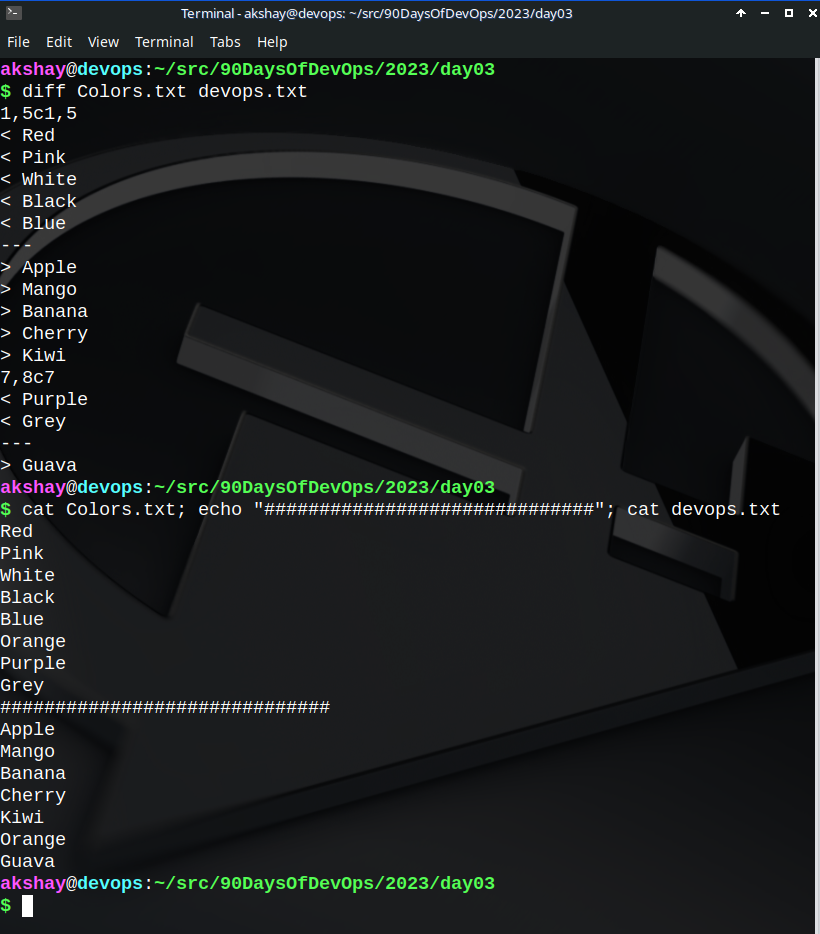 Terminal - akshay@devops: ~/src/90DaysOfDevOps/2023/day03
File Edit View Terminal Tabs Help
akshay@devops:~/src/90DaysOfDevOps/2023/day03
$ diff Colors.txt devops.txt
1,5c1,5
< Red
< Pink
< White
< Black
< Blue
---
> Apple
> Mango
> Banana
> Cherry
> Kiwi
7,8c7
< Purple
< Grey
---
> Guava
akshay@devops:~/src/90DaysOfDevOps/2023/day03
$ cat Colors.txt; echo "##############################"; cat devops.txt
Red
Pink
White
Black
Blue
Orange
Purple
Grey
##############################
Apple
Mango
Banana
Cherry
Kiwi
Orange
Guava
akshay@devops:~/src/90DaysOfDevOps/2023/day03
$